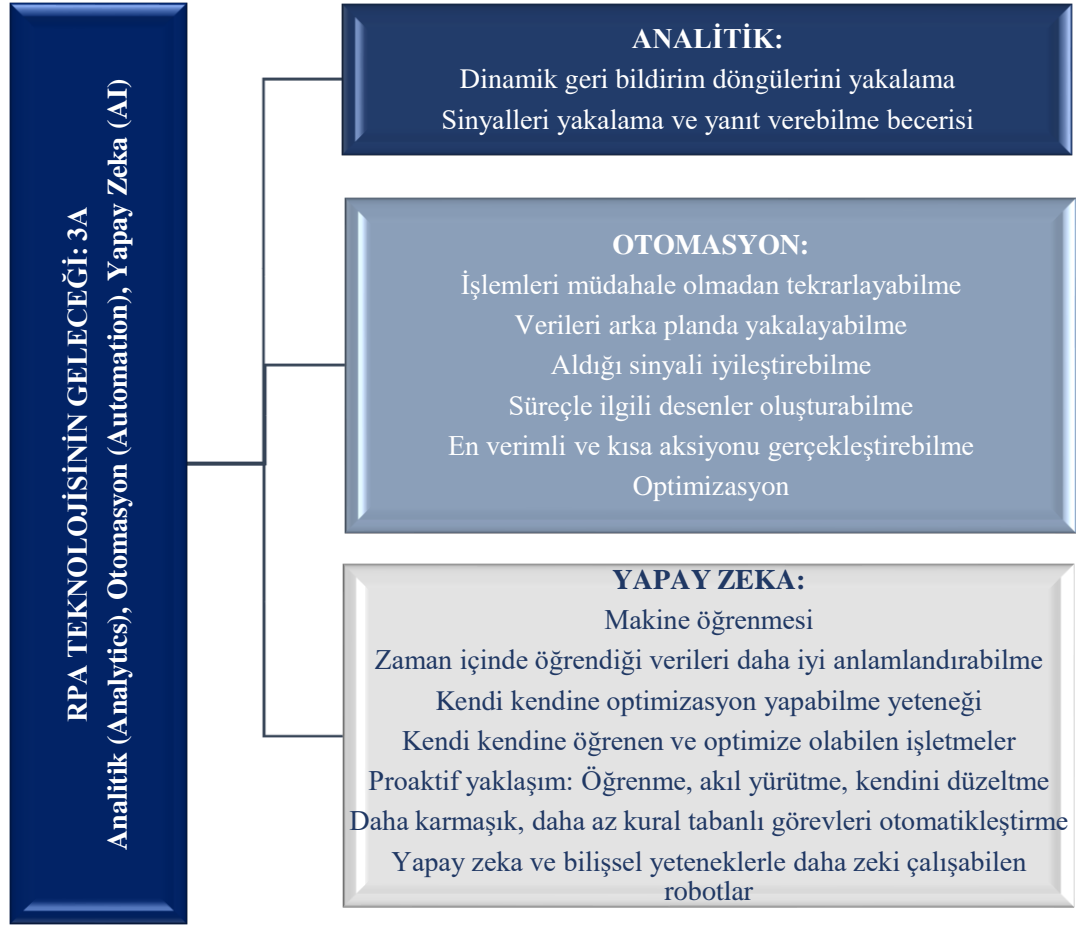 RPA TEKNOLOJİSİNİN GELECEĞİ: 3A
Analitik (Analytics), Otomasyon (Automation), Yapay Zeka (AI)
ANALİTİK:
Dinamik geri bildirim döngülerini yakalama
Sinyalleri yakalama ve yanıt verebilme becerisi
OTOMASYON:
İşlemleri müdahale olmadan tekrarlayabilme
Verileri arka planda yakalayabilme
Aldığı sinyali iyileştirebilme
Süreçle ilgili desenler oluşturabilme
En verimli ve kısa aksiyonu gerçekleştirebilme
Optimizasyon
YAPAY ZEKA:
Makine öğrenmesi
Zaman içinde öğrendiği verileri daha iyi anlamlandırabilme
Kendi kendine optimizasyon yapabilme yeteneği
Kendi kendine öğrenen ve optimize olabilen işletmeler
Proaktif yaklaşım: Öğrenme, akıl yürütme, kendini düzeltme
Daha karmaşık, daha az kural tabanlı görevleri otomatikleştirme
Yapay zeka ve bilişsel yeteneklerle daha zeki çalışabilen
robotlar